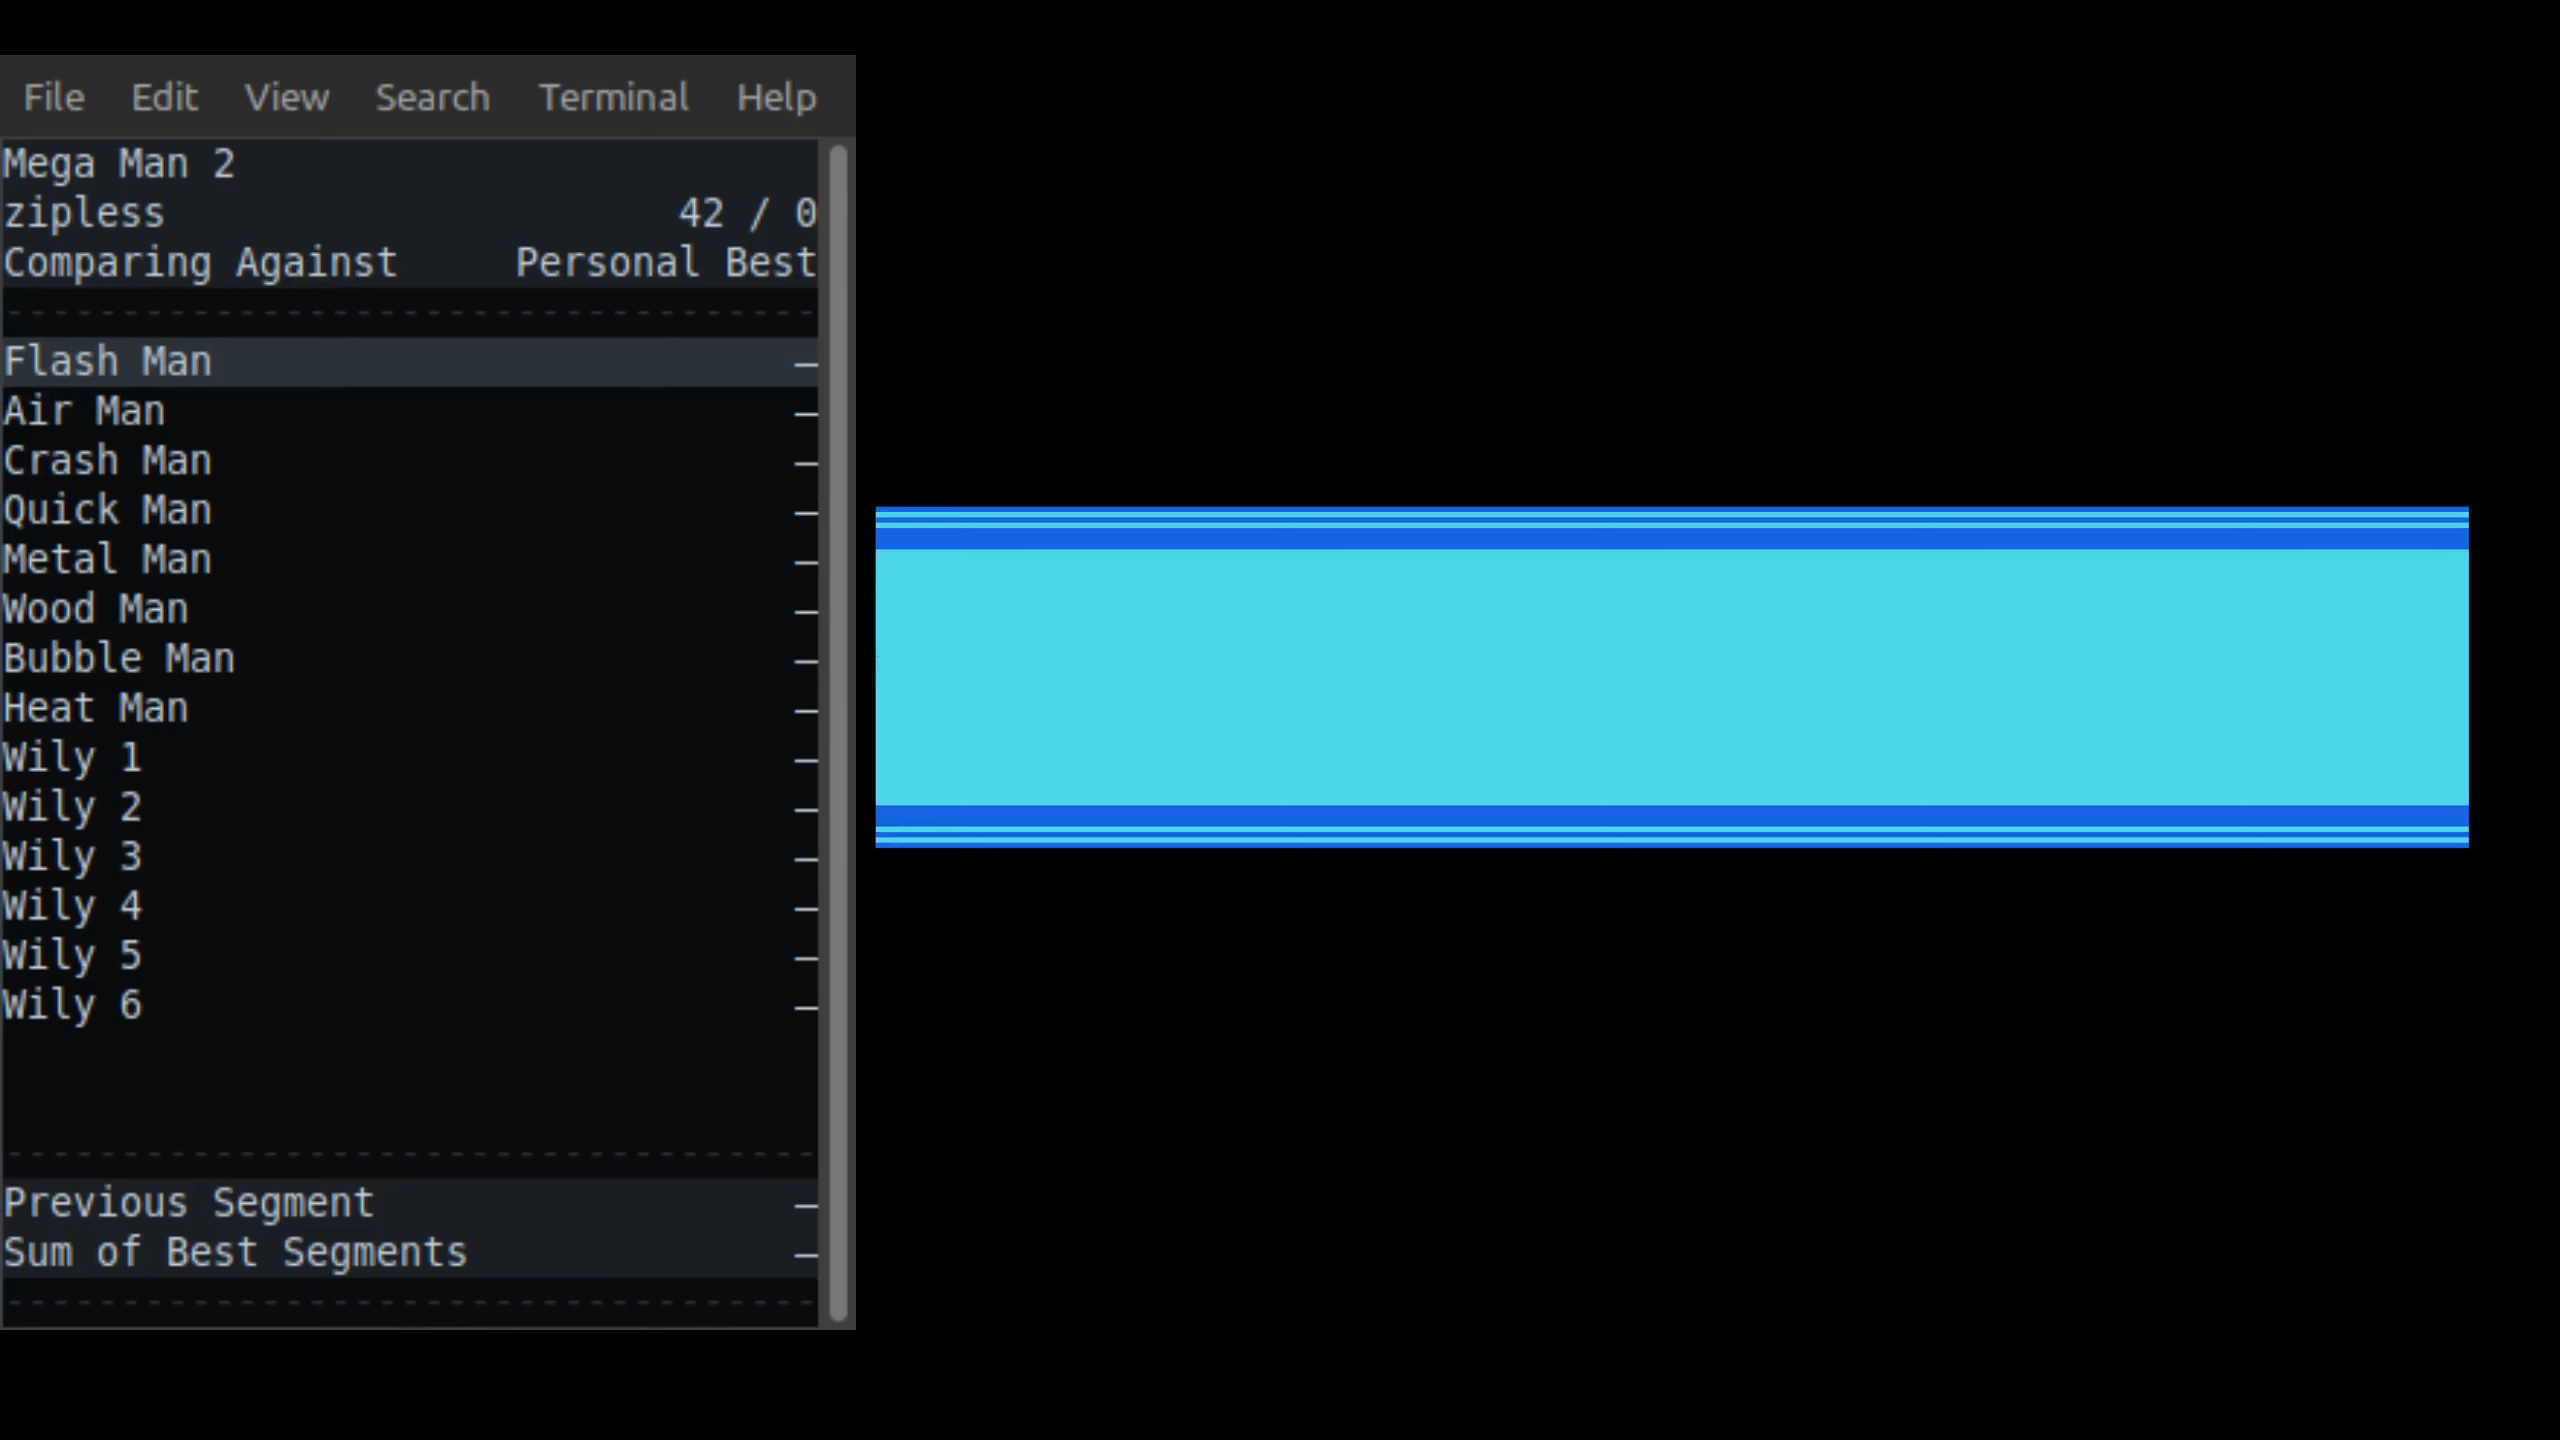 File Edit View Search Terminal Help
Mega Man 2
zipless 42 / 0
Comparing Against Personal Best
Flash Man —
Air Man —
Crash Man —
Quick Man —
Metal Man —
Wood Man —
Bubble Man —
Heat Man —
Wily 1 —
Wily 2 —
Wily 3 —
Wily 4 —
Wily 5 —
Wily 6 —
Previous Segment —
Sum of Best Segments —